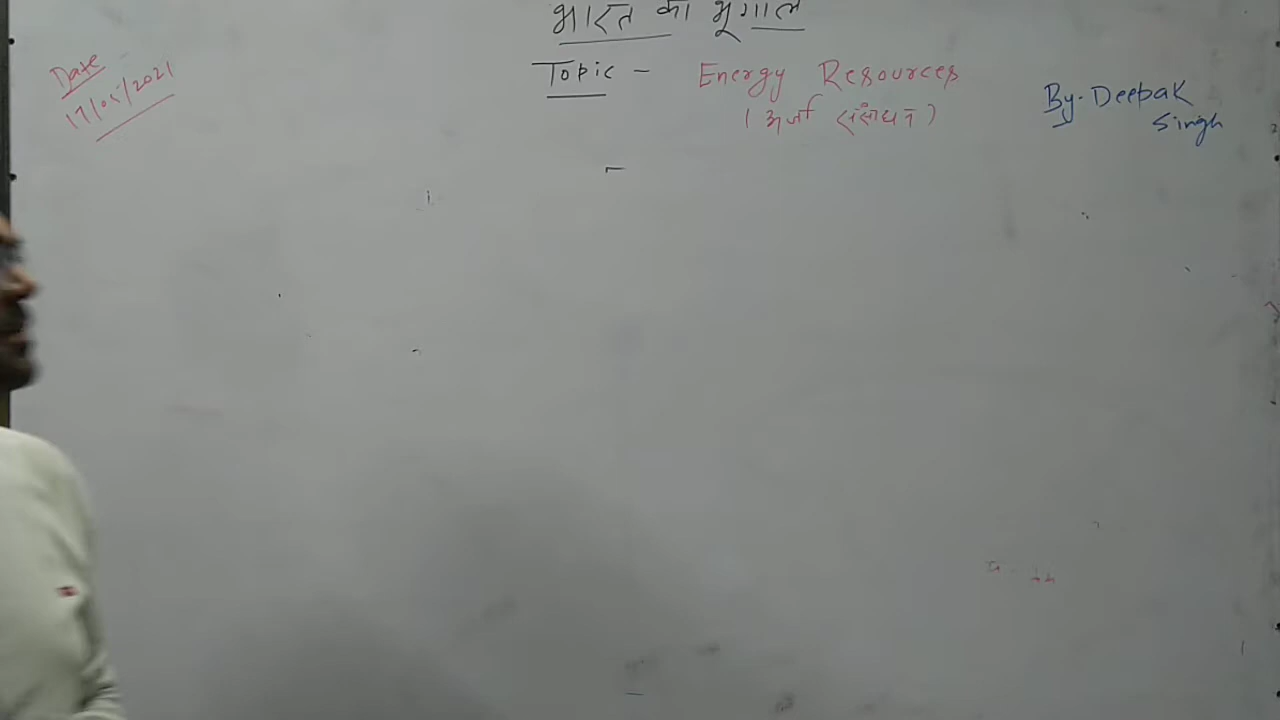 भारत का भूगोल
Date
17/05/2021
Topic - Energy Resources
(ऊर्जा संसाधन)
By- Deepak
Singh